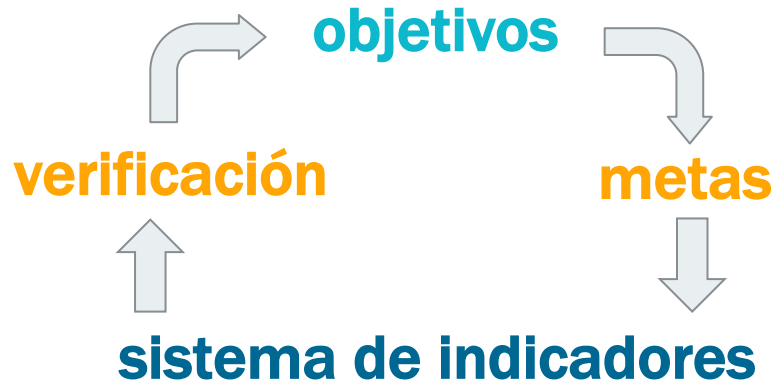 objetivos
verificación
metas
sistema de indicadores